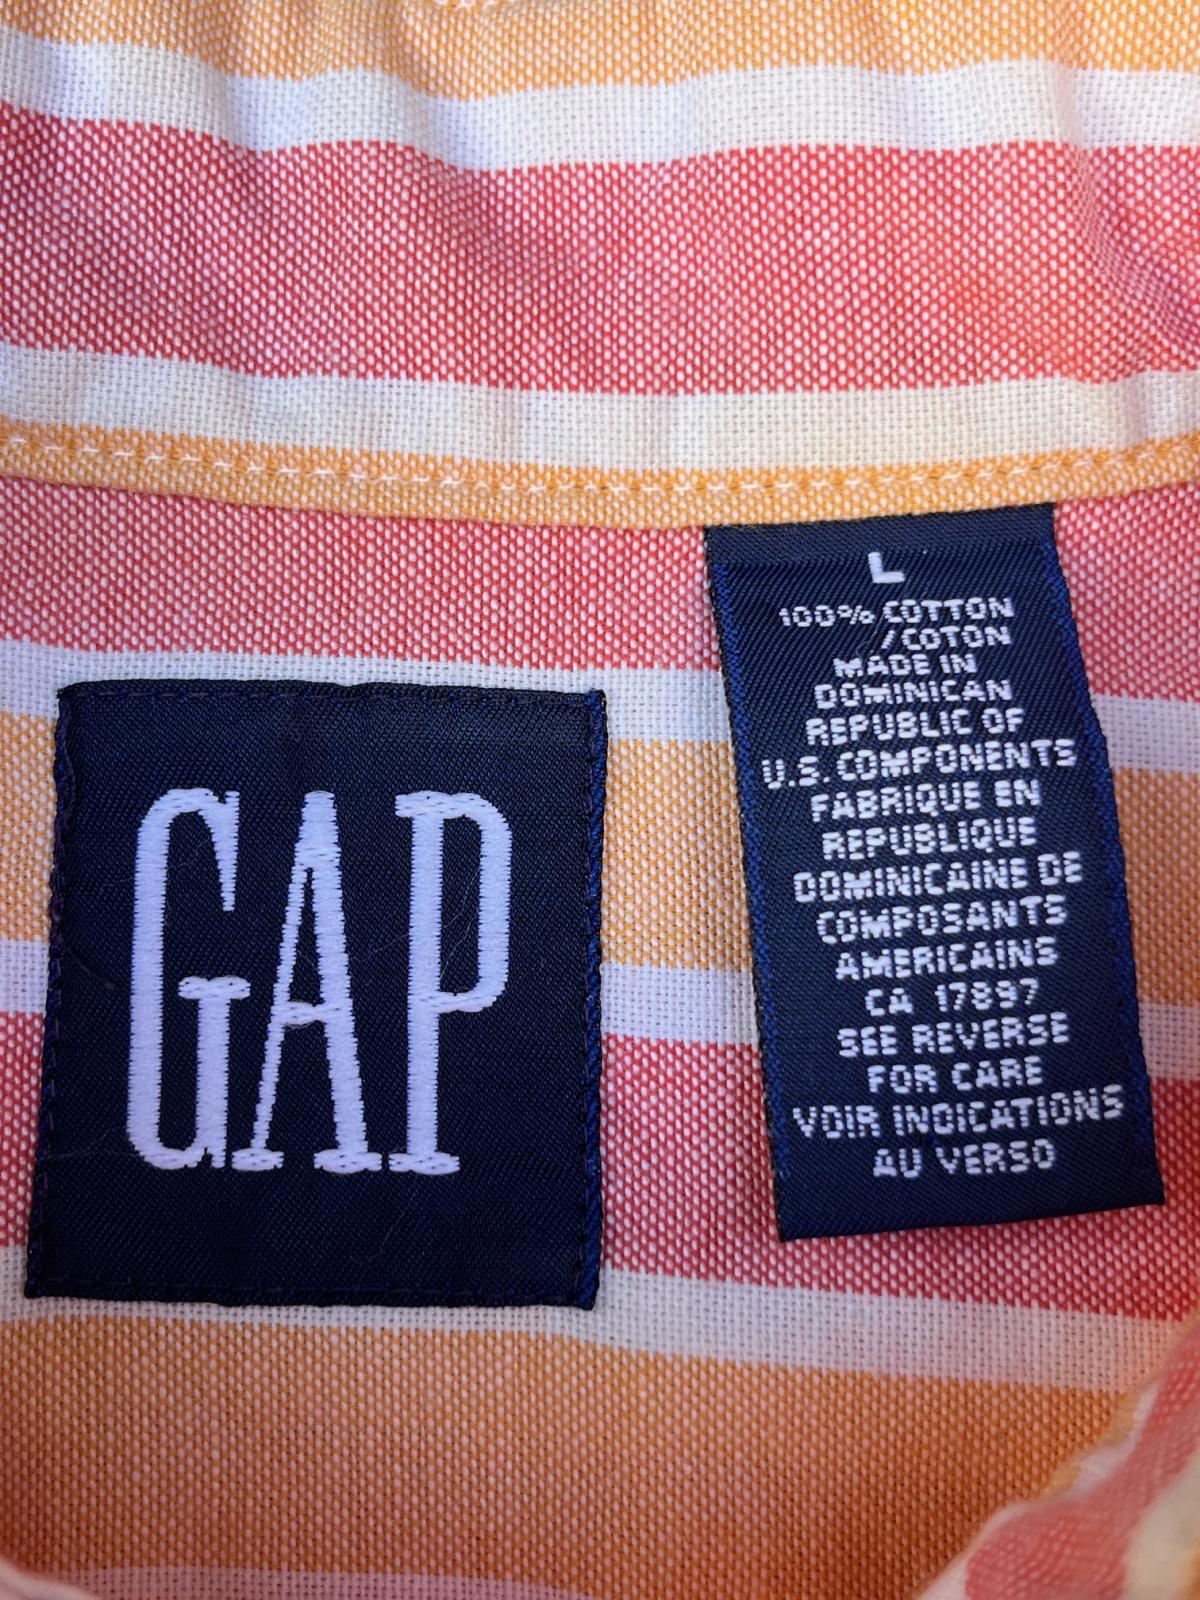 GAP
L
100% COTTON
/COTON
MADE IN
DOMINICAN
REPUBLIC OF
U.S. COMPONENTS
FABRIQUE EN
REPUBLIQUE
DOMINICAINE DE
COMPOSANTS
AMERICAINS
CA 17897
SEE REVERSE
FOR CARE
VOIR INDICATIONS
AU VERSO